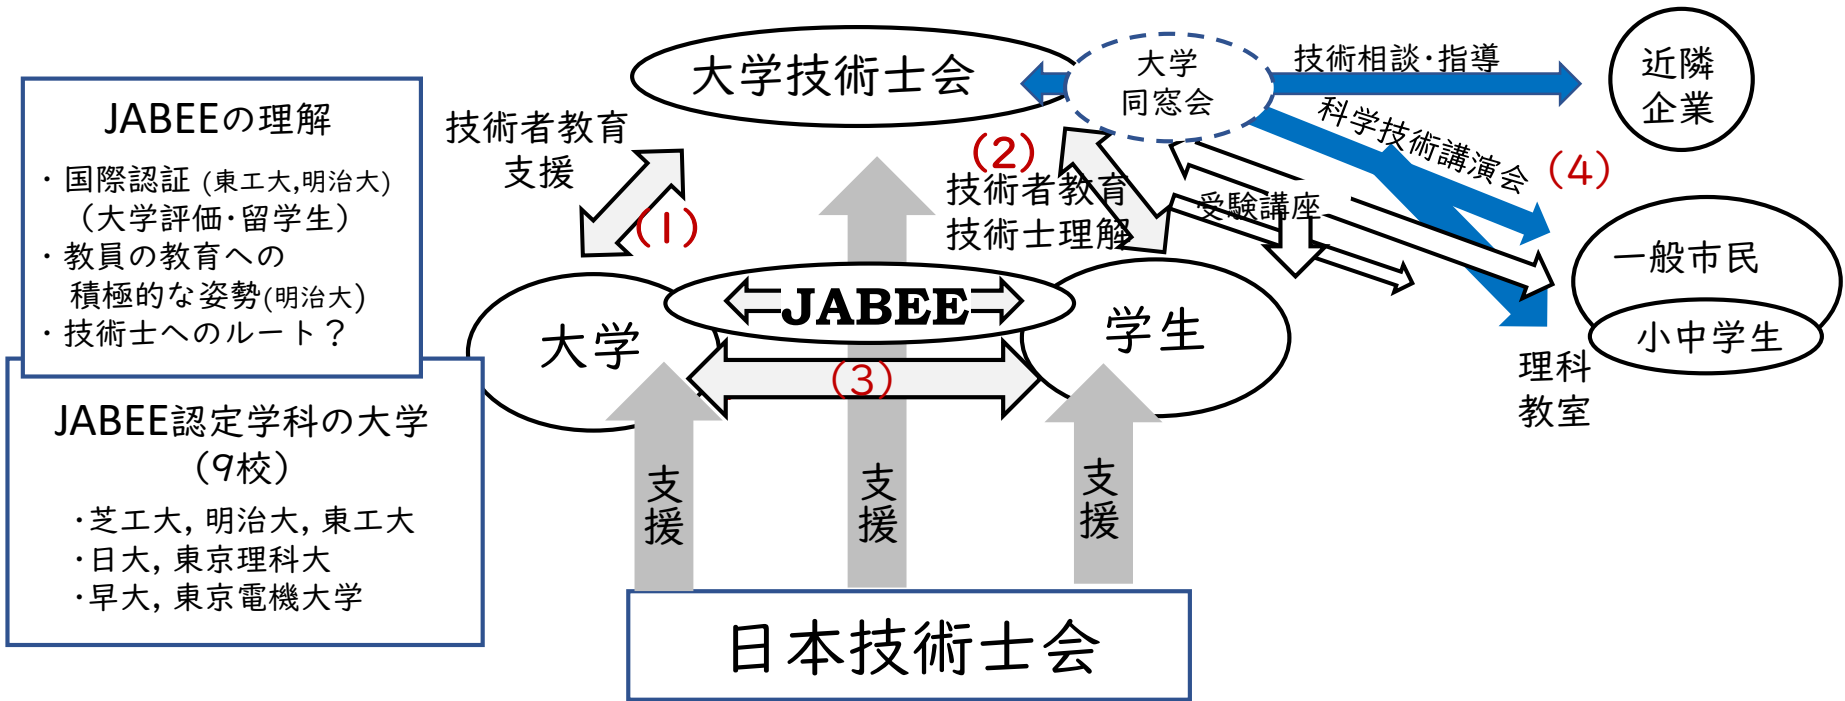 JABEEの理解
・国際認証 (東工大,明治大)
（大学評価・留学生）
・教員の教育への
積極的な姿勢(明治大)
・技術士へのルート？
JABEE認定学科の大学
(9校)
・芝工大, 明治大, 東工大
・日大, 東京理科大
・早大, 東京電機大学
技術者教育
支援
(1)
大学技術士会
大学
同窓会
技術相談・指導
近隣
企業
科学技術講演会
(4)
(2)
技術者教育
技術士理解
受験講座
一般市民
小中学生
理科
教室
大学
JABEE
学生
(3)
支援
支援
支援
日本技術士会